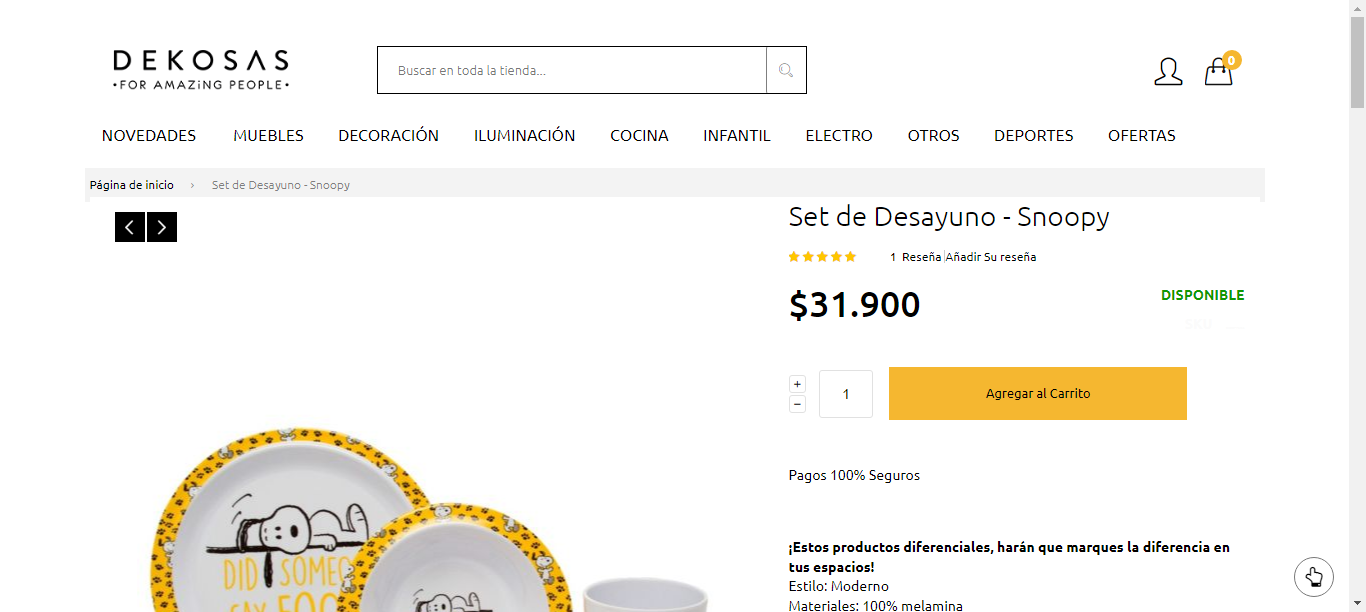 DEKOSAS
•FOR AMAZiNG PEOPLE•
Buscar en toda la tienda...
0
NOVEDADES MUEBLES DECORACIÓN ILUMINACIÓN COCINA INFANTIL ELECTRO OTROS DEPORTES OFERTAS
Página de inicio › Set de Desayuno - Snoopy
Set de Desayuno - Snoopy
1 Reseña Añadir Su reseña
$31.900
DISPONIBLE
+
1
−
Agregar al Carrito
Pagos 100% Seguros
¡Estos productos diferenciales, harán que marques la diferencia en
tus espacios!
Estilo: Moderno
Materiales: 100% melamina
DID I SOME
SAY FOO